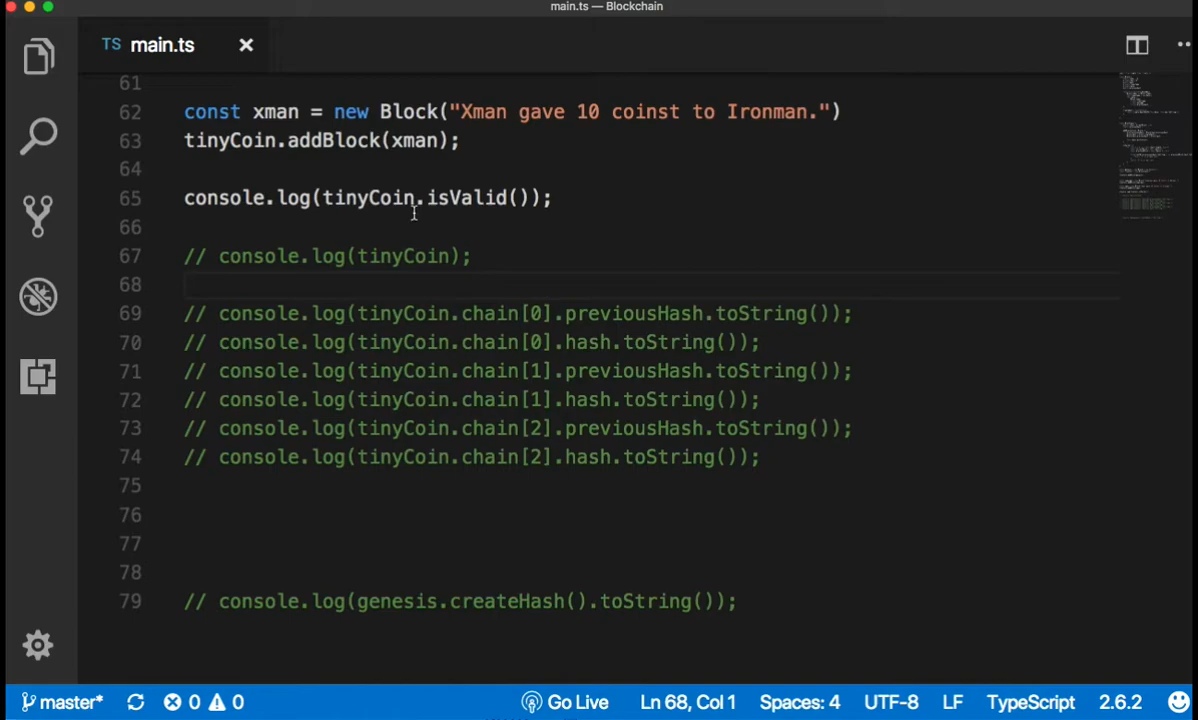 main.ts — Blockchain
TS main.ts
61
62 const xman = new Block("Xman gave 10 coinst to Ironman.")
63 tinyCoin.addBlock(xman);
64
65 console.log(tinyCoin.isValid());
66
67 // console.log(tinyCoin);
68
69 // console.log(tinyCoin.chain[0].previousHash.toString());
70 // console.log(tinyCoin.chain[0].hash.toString());
71 // console.log(tinyCoin.chain[1].previousHash.toString());
72 // console.log(tinyCoin.chain[1].hash.toString());
73 // console.log(tinyCoin.chain[2].previousHash.toString());
74 // console.log(tinyCoin.chain[2].hash.toString());
75
76
77
78
79 // console.log(genesis.createHash().toString());
master* 0 0 Go Live Ln 68, Col 1 Spaces: 4 UTF-8 LF TypeScript 2.6.2